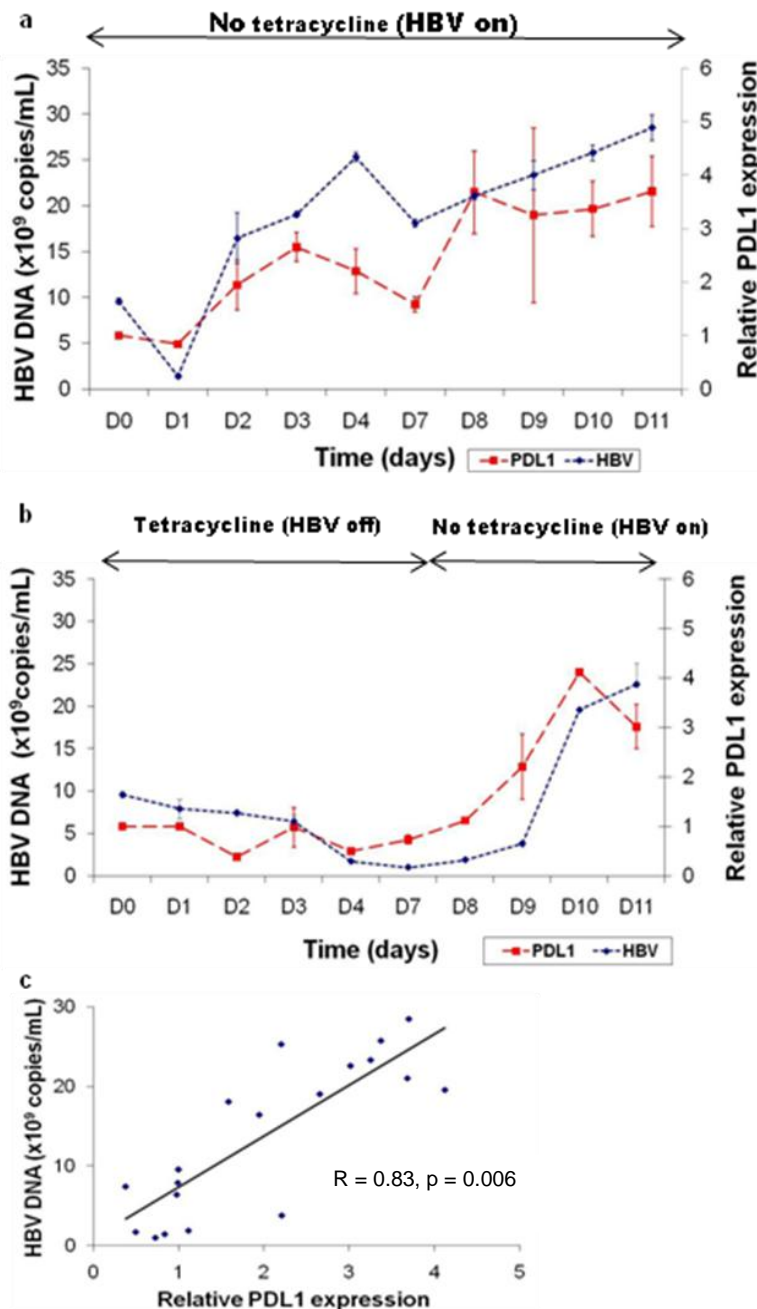 a
No tetracycline (HBV on)
HBV DNA (x10⁹ copies/mL)
35
30
25
20
15
10
5
0
6
5
4
3
2
1
0
Relative PDL1 expression
D0 D1 D2 D3 D4 D7 D8 D9 D10 D11
Time (days)
PDL1 HBV
b
Tetracycline (HBV off) No tetracycline (HBV on)
HBV DNA (x10⁹copies/mL)
35
30
25
20
15
10
5
0
6
5
4
3
2
1
0
Relative PDL1 expression
D0 D1 D2 D3 D4 D7 D8 D9 D10 D11
Time (days)
PDL1 HBV
c
HBV DNA (x10⁹ copies/mL)
30
20
10
0
R = 0.83, p = 0.006
0 1 2 3 4 5
Relative PDL1 expression